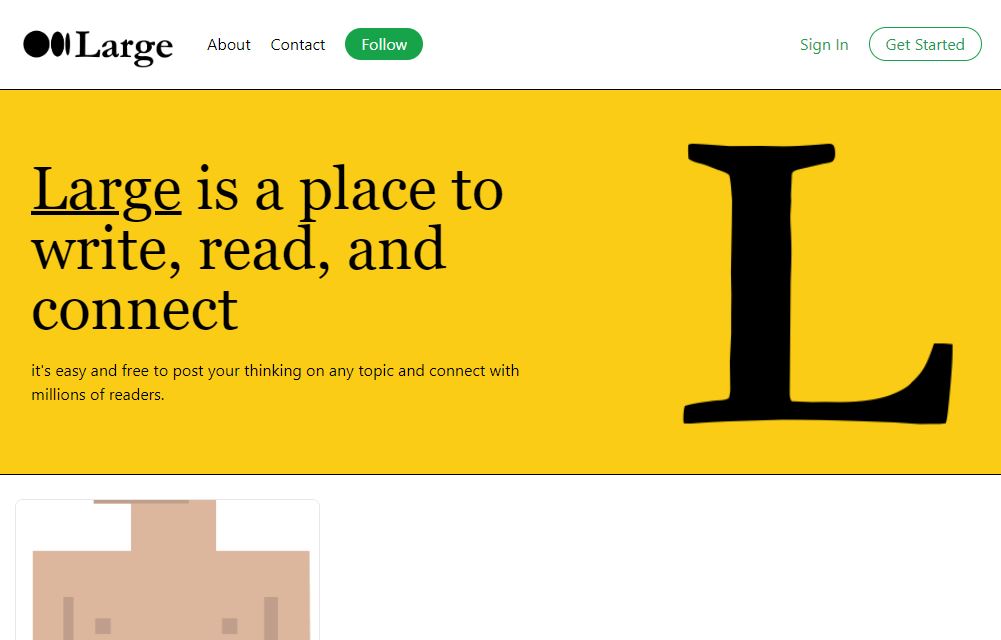 Large
About
Contact
Follow
Sign In
Get Started
Large is a place to
write, read, and
connect
it's easy and free to post your thinking on any topic and connect with
millions of readers.
L